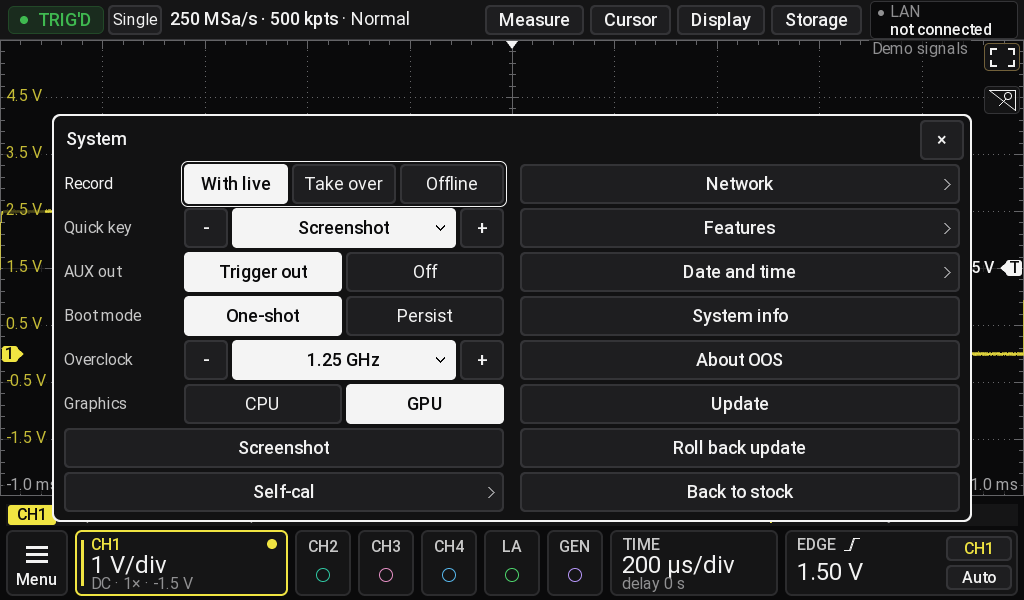 TRIG'D
Single
250 MSa/s · 500 kpts · Normal
Measure
Cursor
Display
Storage
LAN
not connected
Demo signals
4.5 V
3.5 V
2.5 V
1.5 V
0.5 V
1
-0.5 V
-1.5 V
-1.0 ms
5 V
T
1.0 ms
System
×
Record
With live
Take over
Offline
Network
Quick key
-
Screenshot
+
Features
AUX out
Trigger out
Off
Date and time
Boot mode
One-shot
Persist
System info
Overclock
-
1.25 GHz
+
About OOS
Graphics
CPU
GPU
Update
Screenshot
Roll back update
Self-cal
Back to stock
CH1
Menu
CH1
1 V/div
DC · 1× · -1.5 V
CH2
CH3
CH4
LA
GEN
TIME
200 µs/div
delay 0 s
EDGE
1.50 V
CH1
Auto